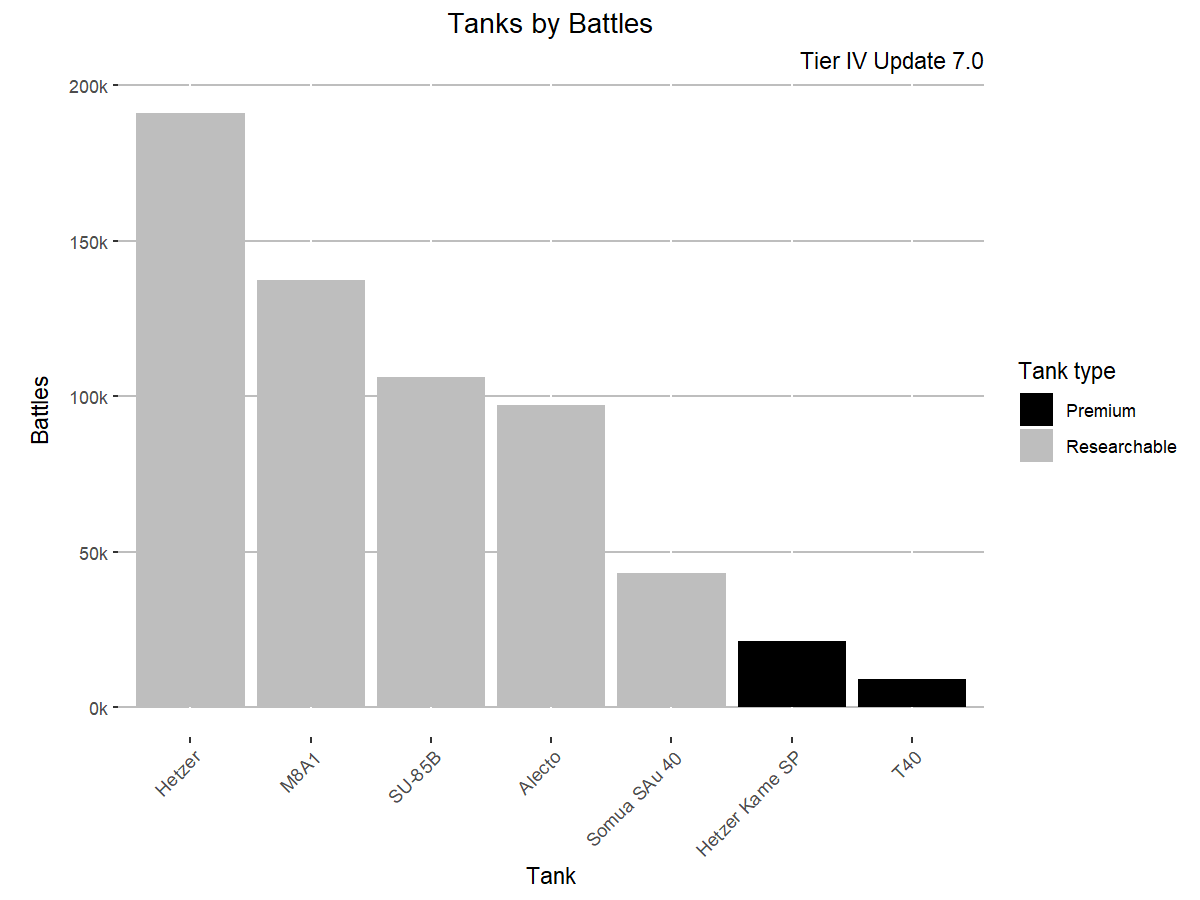 Tanks by Battles
Tier IV Update 7.0
200k
150k
100k
50k
0k
Battles
Hetzer
M8A1
SU-85B
Alecto
Somua SAu 40
Hetzer Kame SP
T40
Tank
Tank type
Premium
Researchable